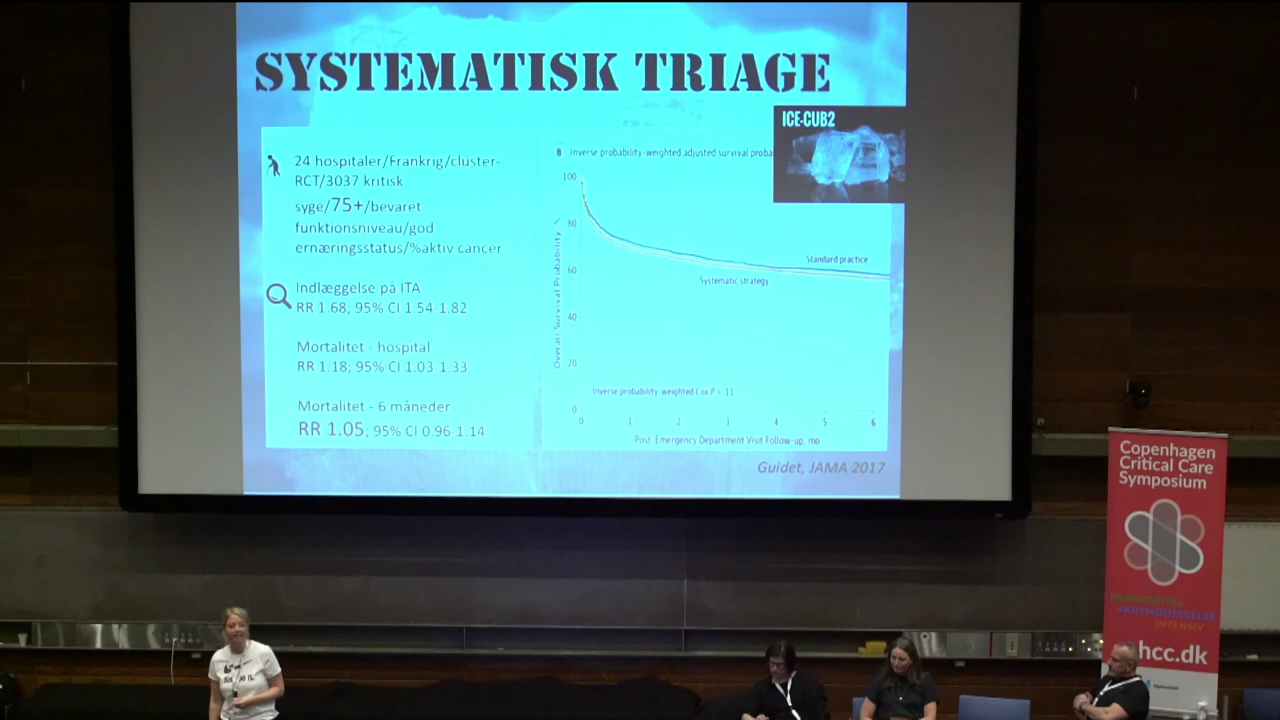 SYSTEMATISK TRIAGE
ICE-CUB2
24 hospitaler/Frankrig/cluster-
RCT/3037 kritisk
syge/75+/bevaret
funktionsniveau/god
ernæringsstatus/%aktiv cancer
Indlæggelse på ITA
RR 1.68; 95% CI 1.54-1.82
Mortalitet - hospital
RR 1.18; 95% CI 1.03-1.33
Mortalitet - 6 måneder
RR 1.05; 95% CI 0.96-1.14
B Inverse probability-weighted adjusted survival proba
Overall Survival Probability, %
100
80
60
40
20
0
Standard practice
Systematic strategy
Inverse probability-weighted Cox P =
0 1 2 3 4 5 6
Post-Emergency Department Visit Follow-up, mo
Guidet, JAMA 2017
Copenhagen
Critical Care
Symposium
PRÆHOSPITAL
AKUTMODTAGELSE
INTENSIV
hcc.dk